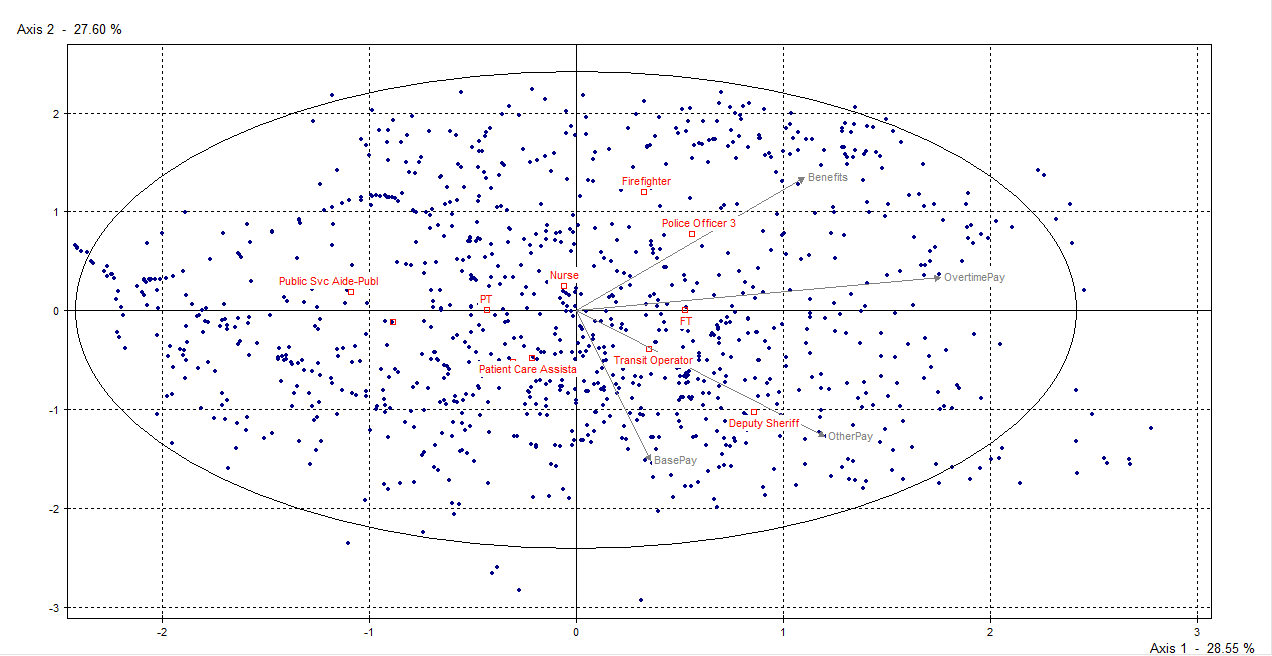 Axis 2 - 27.60 %
2
Firefighter
Benefits
1
Police Officer 3
Nurse
OvertimePay
Public Svc Aide-Publ
PT
0
FT
Transit Operator
Patient Care Assista
-1
Deputy Sheriff
OtherPay
BasePay
-2
-3
-2
-1
0
1
2
3
Axis 1 - 28.55 %